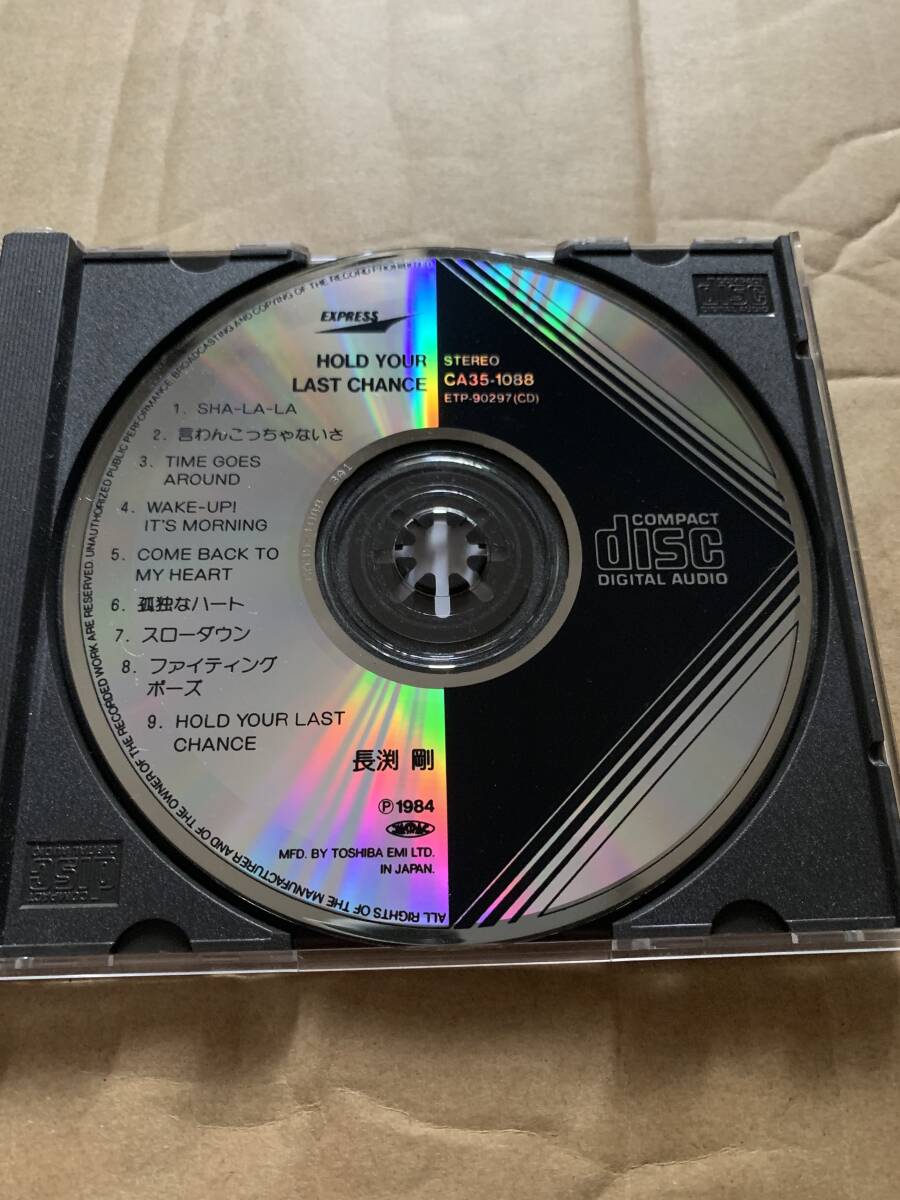 EXPRESS
HOLD YOUR
LAST CHANCE
STEREO
CA35-1088
ETP-90297(CD)
1. SHA-LA-LA
2. 言わんこっちゃないさ
3. TIME GOES
AROUND
4. WAKE-UP!
IT'S MORNING
5. COME BACK TO
MY HEART
6. 孤独なハート
7. スローダウン
8. ファイティング
ポーズ
9. HOLD YOUR LAST
CHANCE
長渕 剛
Ⓟ1984
MFD. BY TOSHIBA EMI LTD.
IN JAPAN.
COMPACT
disc
DIGITAL AUDIO
ALL RIGHTS OF THE MANUFACTURER AND OF THE OWNER OF THE RECORDED WORK ARE RESERVED. UNAUTHORIZED PUBLIC PERFORMANCE BROADCASTING AND COPYING OF THE RECORD PROHIBITED
disc
disc